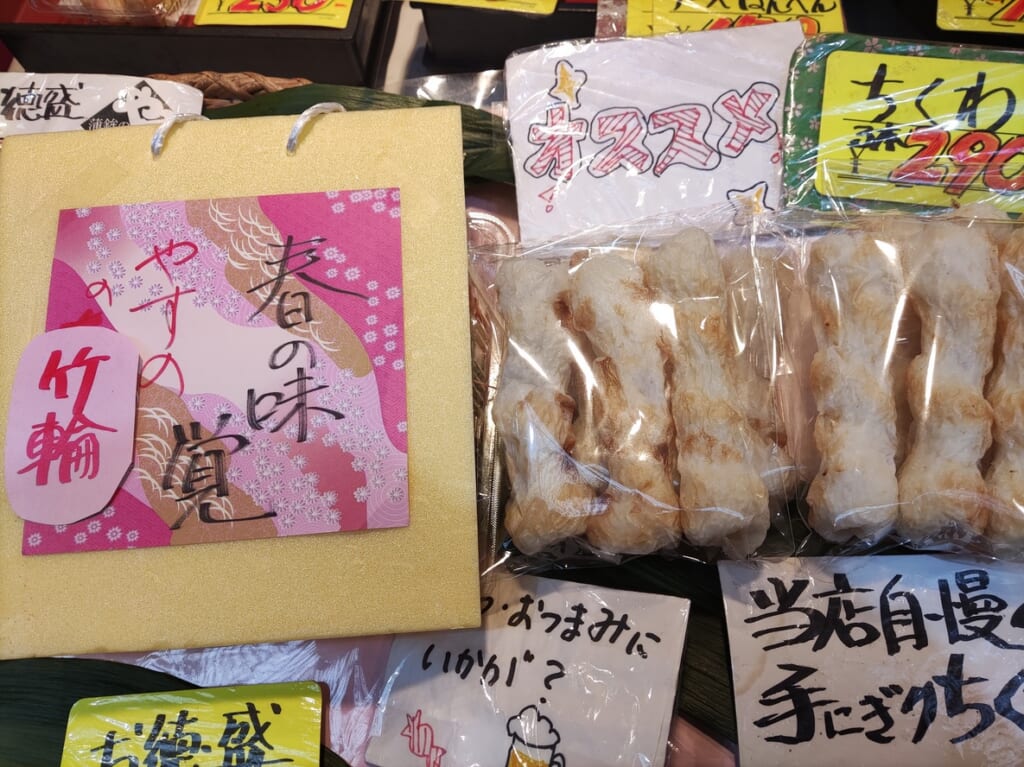 徳盛
オススメ!
ちくわ
¥290
春の味覚
やすのの
竹輪
おつまみに
いかが?
当店自慢
手にぎりちく
お徳盛